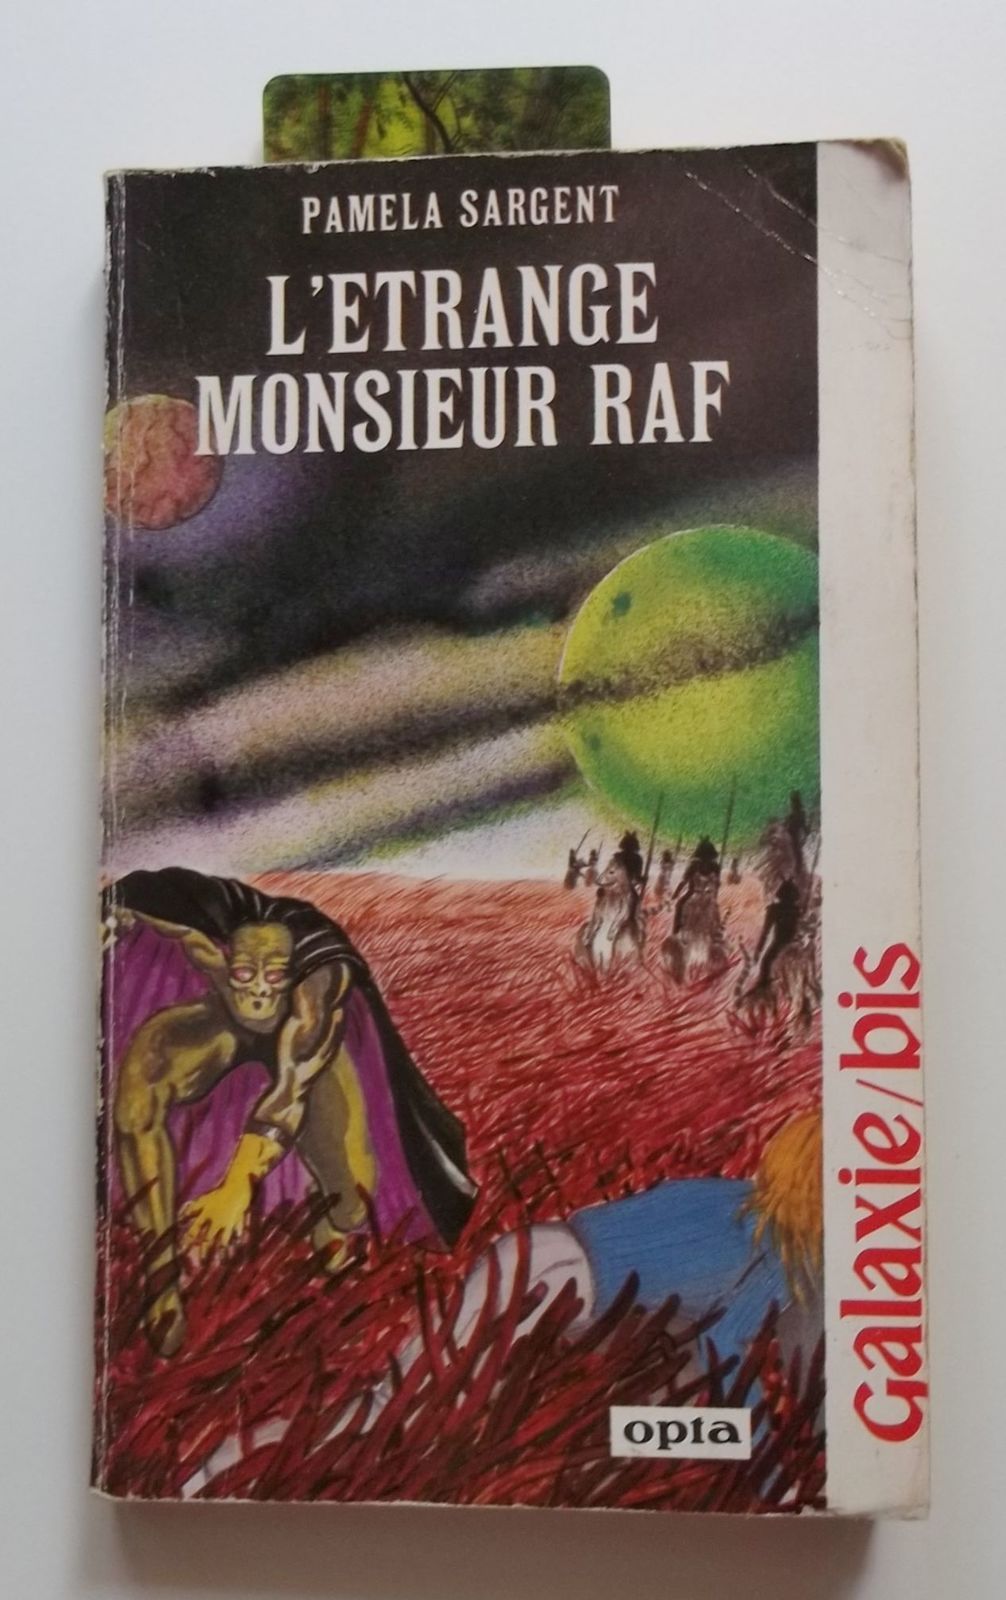 PAMELA SARGENT
L'ETRANGE
MONSIEUR RAF
Galaxie/bis
opta